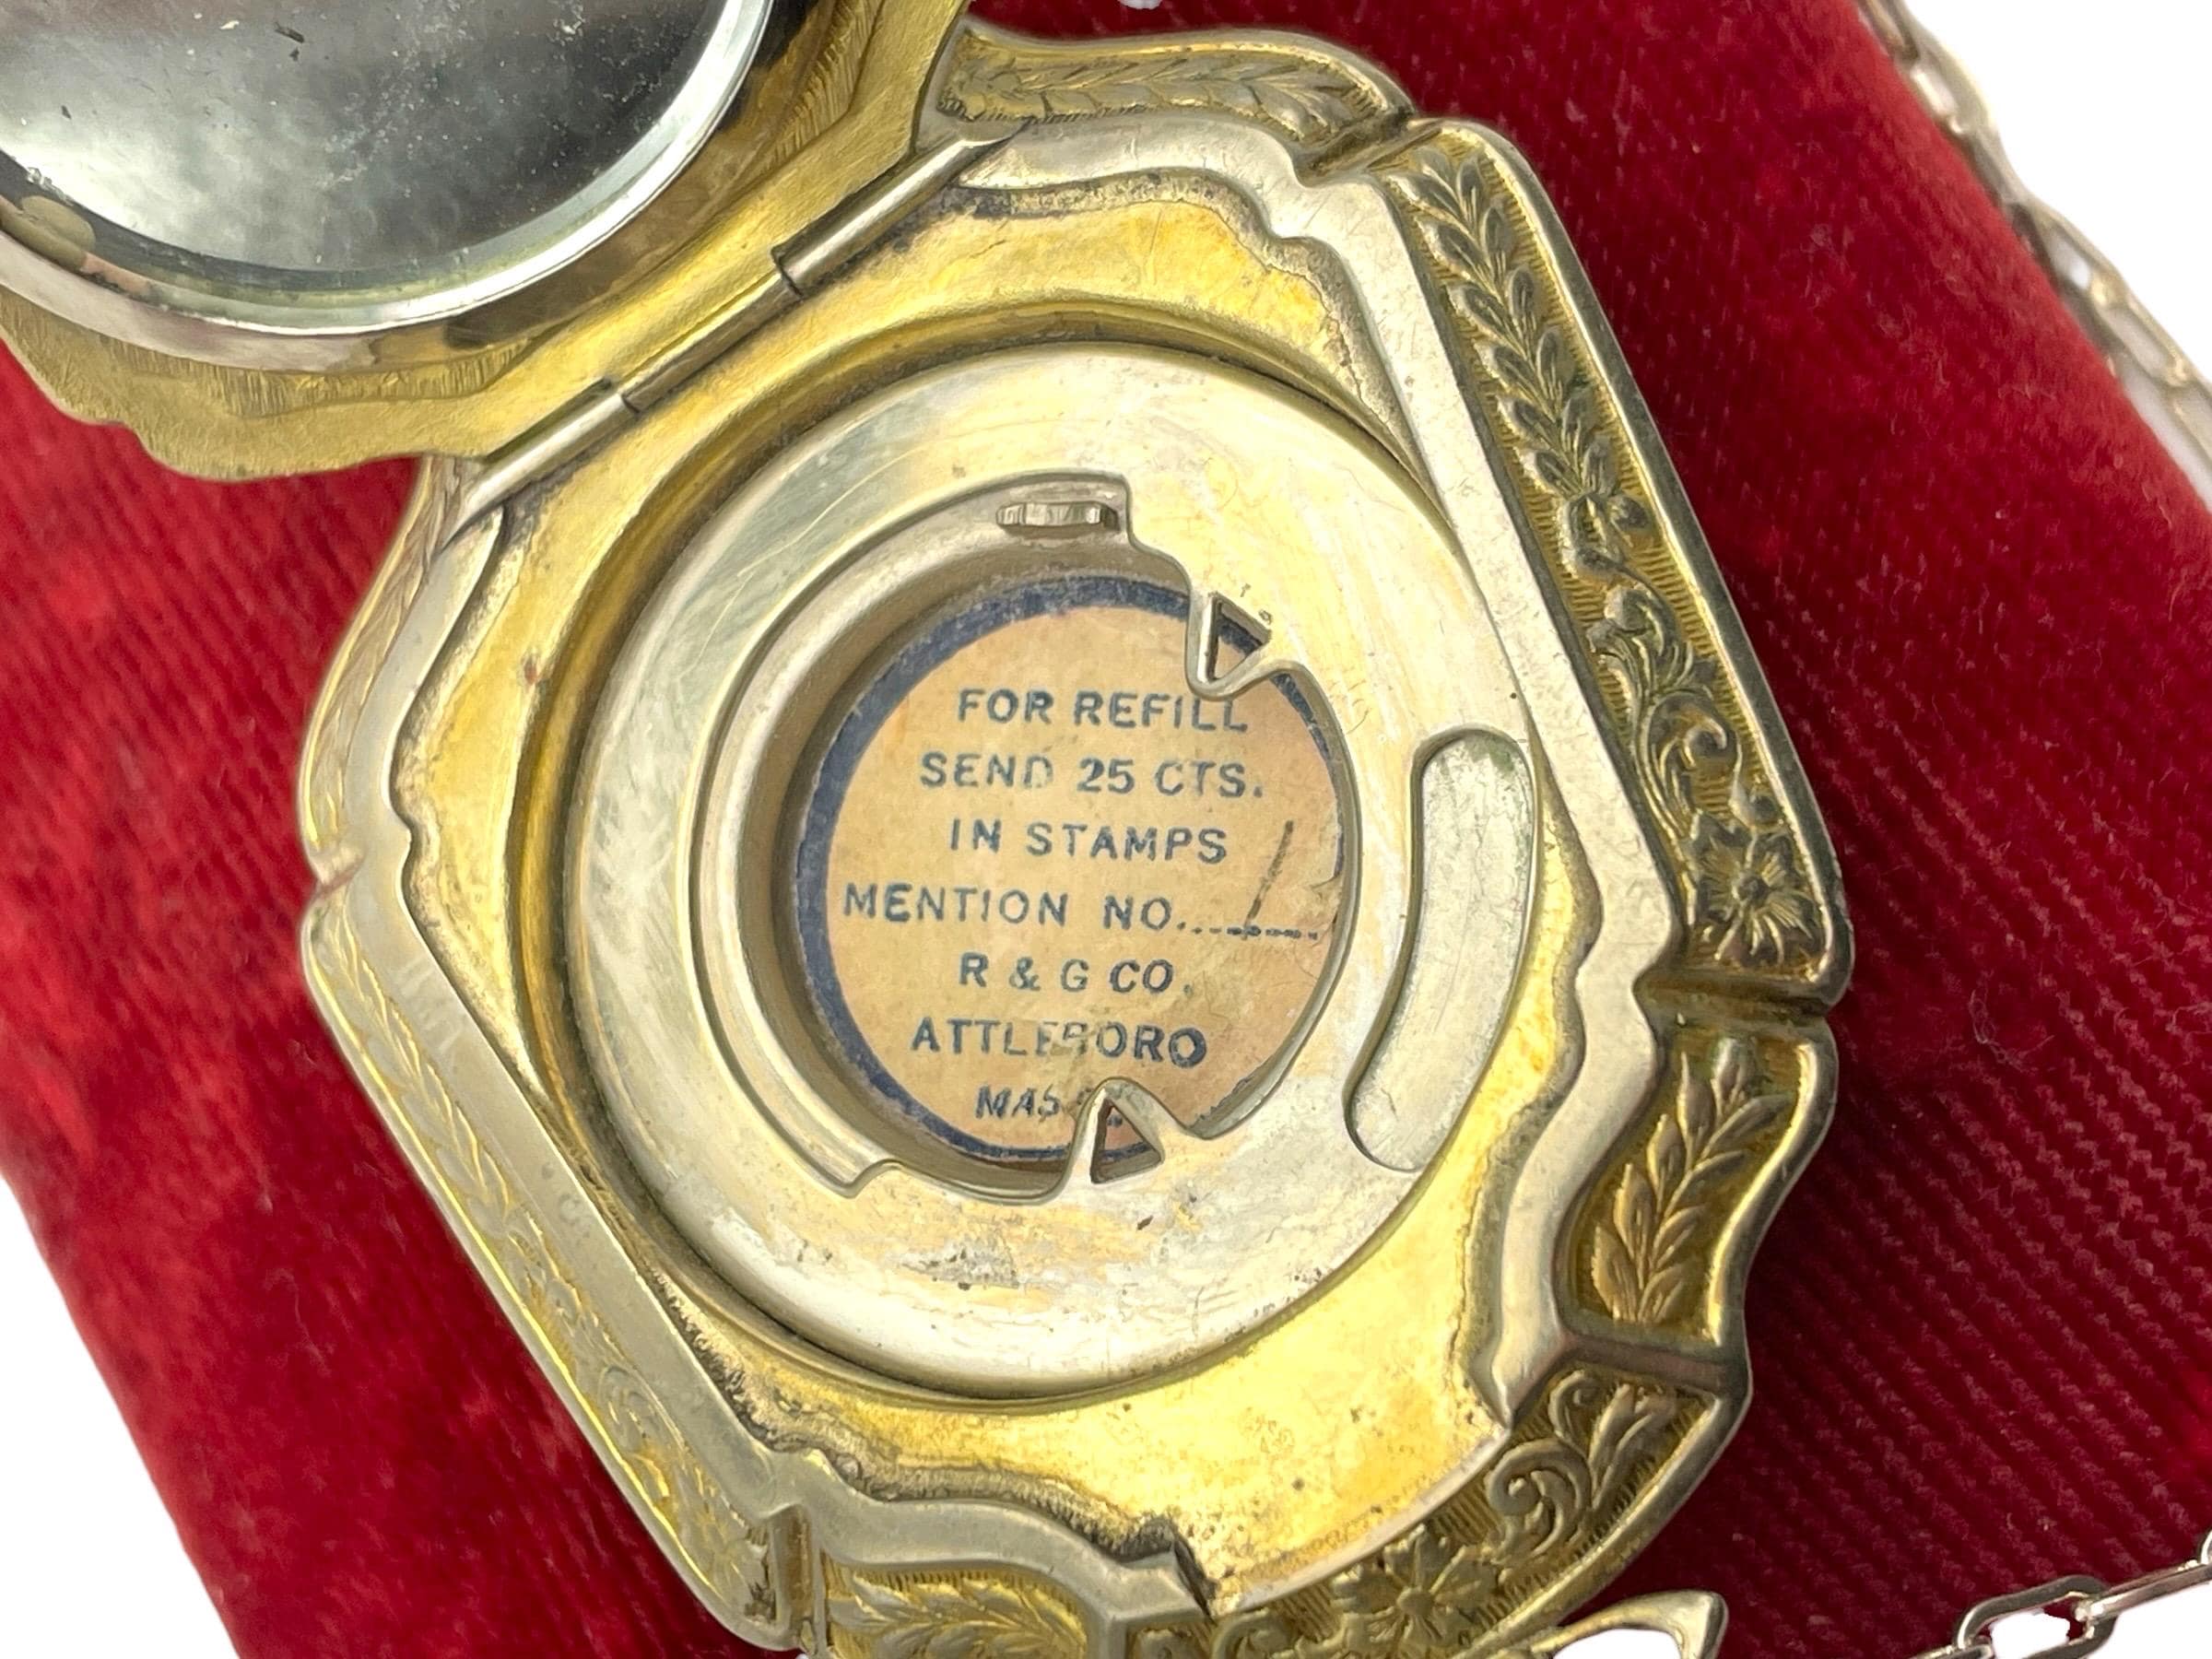 FOR REFILL
SEND 25 CTS.
IN STAMPS
MENTION NO....../......
R & G CO.
ATTLEBORO